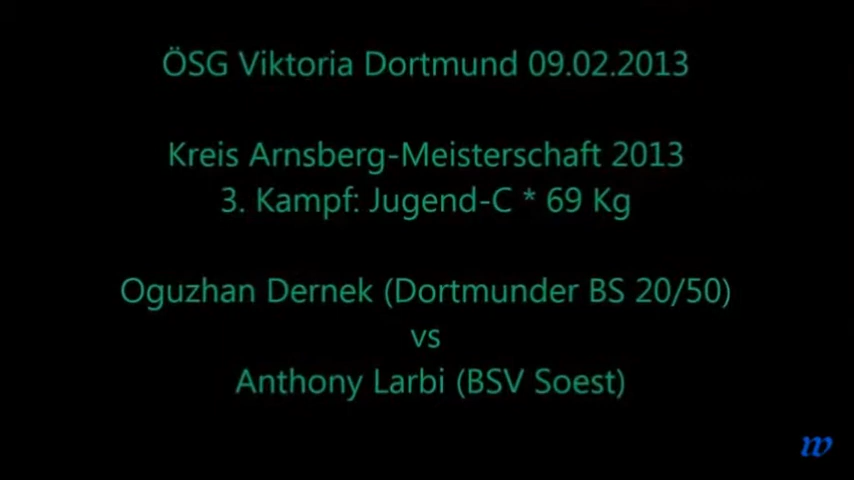 ÖSG Viktoria Dortmund 09.02.2013
Kreis Arnsberg-Meisterschaft 2013
3. Kampf: Jugend-C * 69 Kg
Oguzhan Dernek (Dortmunder BS 20/50)
vs
Anthony Larbi (BSV Soest)
w